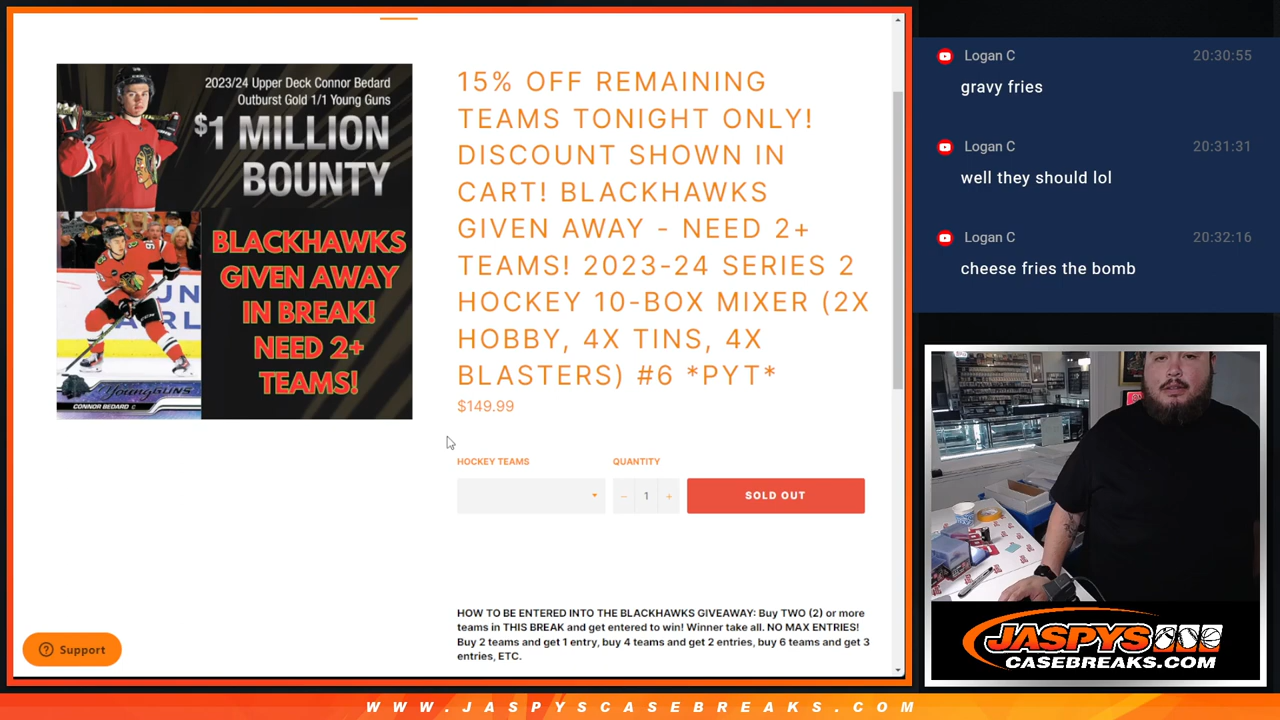 2023/24 Upper Deck Connor Bedard
Outburst Gold 1/1 Young Guns
$1 MILLION
BOUNTY
BLACKHAWKS
GIVEN AWAY
IN BREAK!
NEED 2+
TEAMS!
Young Guns
CONNOR BEDARD C
15% OFF REMAINING
TEAMS TONIGHT ONLY!
DISCOUNT SHOWN IN
CART! BLACKHAWKS
GIVEN AWAY - NEED 2+
TEAMS! 2023-24 SERIES 2
HOCKEY 10-BOX MIXER (2X
HOBBY, 4X TINS, 4X
BLASTERS) #6 *PYT*
$149.99
HOCKEY TEAMS
QUANTITY
− 1 +
SOLD OUT
HOW TO BE ENTERED INTO THE BLACKHAWKS GIVEAWAY: Buy TWO (2) or more
teams in THIS BREAK and get entered to win! Winner take all. NO MAX ENTRIES!
Buy 2 teams and get 1 entry, buy 4 teams and get 2 entries, buy 6 teams and get 3
entries, ETC.
Support
Logan C 20:30:55
gravy fries
Logan C 20:31:31
well they should lol
Logan C 20:32:16
cheese fries the bomb
JASPYS
CASEBREAKS.COM
WWW.JASPYSCASEBREAKS.COM